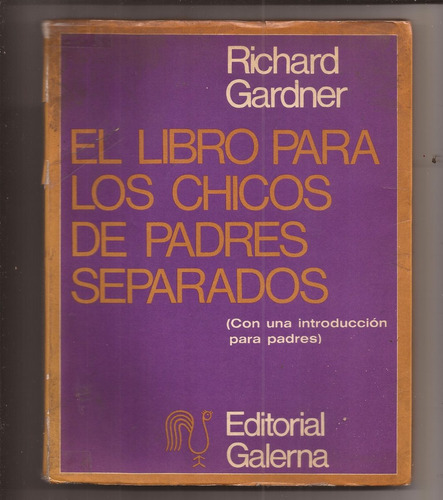 Richard
Gardner
EL LIBRO PARA
LOS CHICOS
DE PADRES
SEPARADOS
(Con una introducción
para padres)
Editorial
Galerna